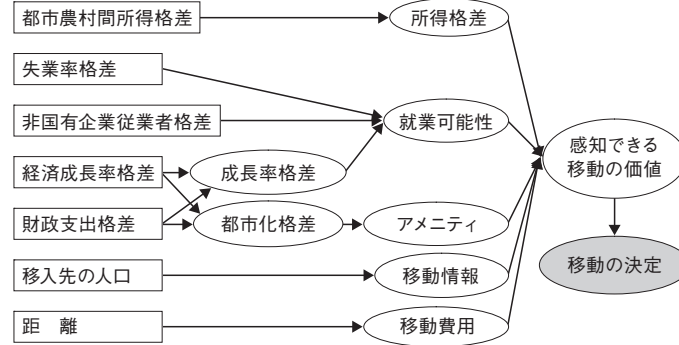 都市農村間所得格差
所得格差
失業率格差
非国有企業従業者格差
就業可能性
感知できる
移動の価値
経済成長率格差
成長率格差
財政支出格差
都市化格差
アメニティ
移入先の人口
移動情報
移動の決定
距　離
移動費用